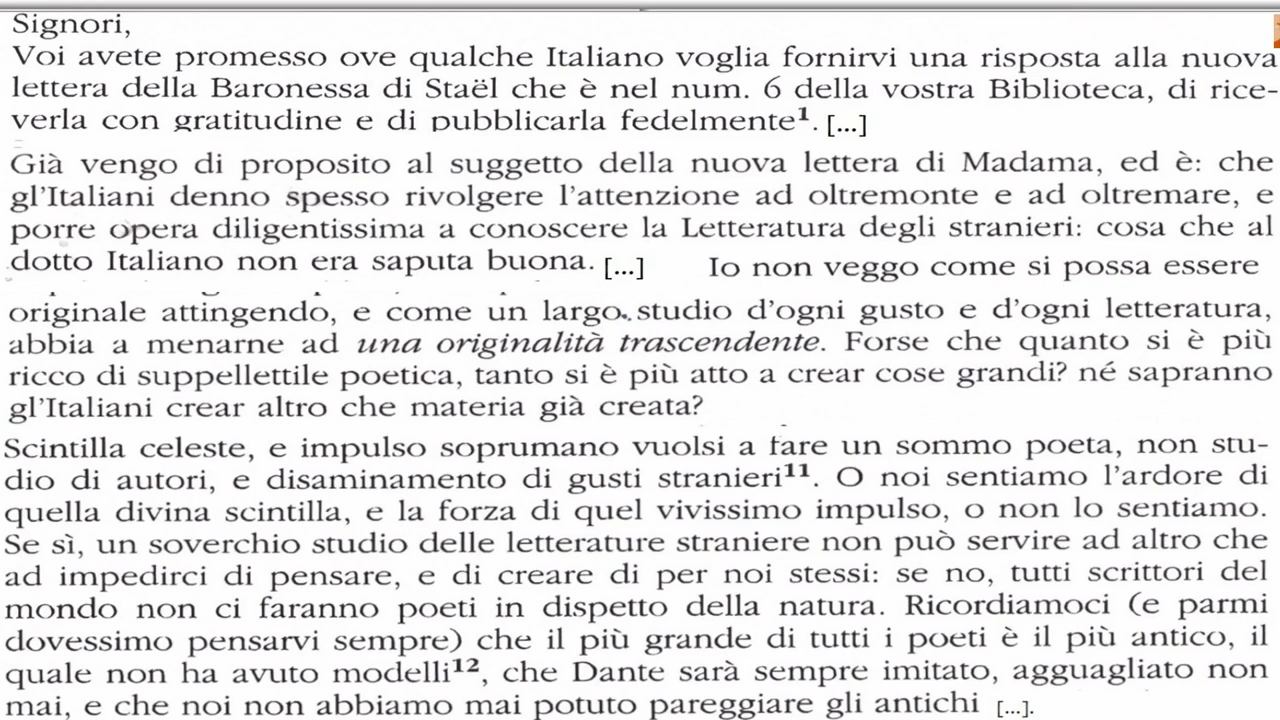 Signori,
Voi avete promesso ove qualche Italiano voglia fornirvi una risposta alla nuova
lettera della Baronessa di Staël che è nel num. 6 della vostra Biblioteca, di rice-
verla con gratitudine e di pubblicarla fedelmente¹. [...]
Già vengo di proposito al suggetto della nuova lettera di Madama, ed è: che
gl'Italiani denno spesso rivolgere l'attenzione ad oltremonte e ad oltremare, e
porre opera diligentissima a conoscere la Letteratura degli stranieri: cosa che al
dotto Italiano non era saputa buona. [...] Io non veggo come si possa essere
originale attingendo, e come un largo studio d'ogni gusto e d'ogni letteratura,
abbia a menarne ad una originalità trascendente. Forse che quanto si è più
ricco di suppellettile poetica, tanto si è più atto a crear cose grandi? né sapranno
gl'Italiani crear altro che materia già creata?
Scintilla celeste, e impulso soprumano vuolsi a fare un sommo poeta, non stu-
dio di autori, e disaminamento di gusti stranieri¹¹. O noi sentiamo l'ardore di
quella divina scintilla, e la forza di quel vivissimo impulso, o non lo sentiamo.
Se sì, un soverchio studio delle letterature straniere non può servire ad altro che
ad impedirci di pensare, e di creare di per noi stessi: se no, tutti scrittori del
mondo non ci faranno poeti in dispetto della natura. Ricordiamoci (e parmi
dovessimo pensarvi sempre) che il più grande di tutti i poeti è il più antico, il
quale non ha avuto modelli¹², che Dante sarà sempre imitato, agguagliato non
mai, e che noi non abbiamo mai potuto pareggiare gli antichi [...].